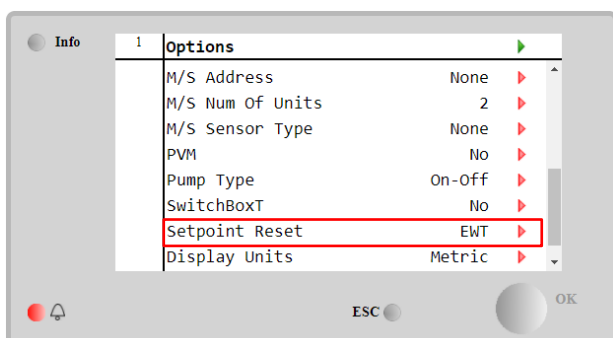 Info
1 Options
M/S Address None
M/S Num Of Units 2
M/S Sensor Type None
PVM No
Pump Type On-Off
SwitchBoxT No
Setpoint Reset EWT
Display Units Metric
ESC
OK